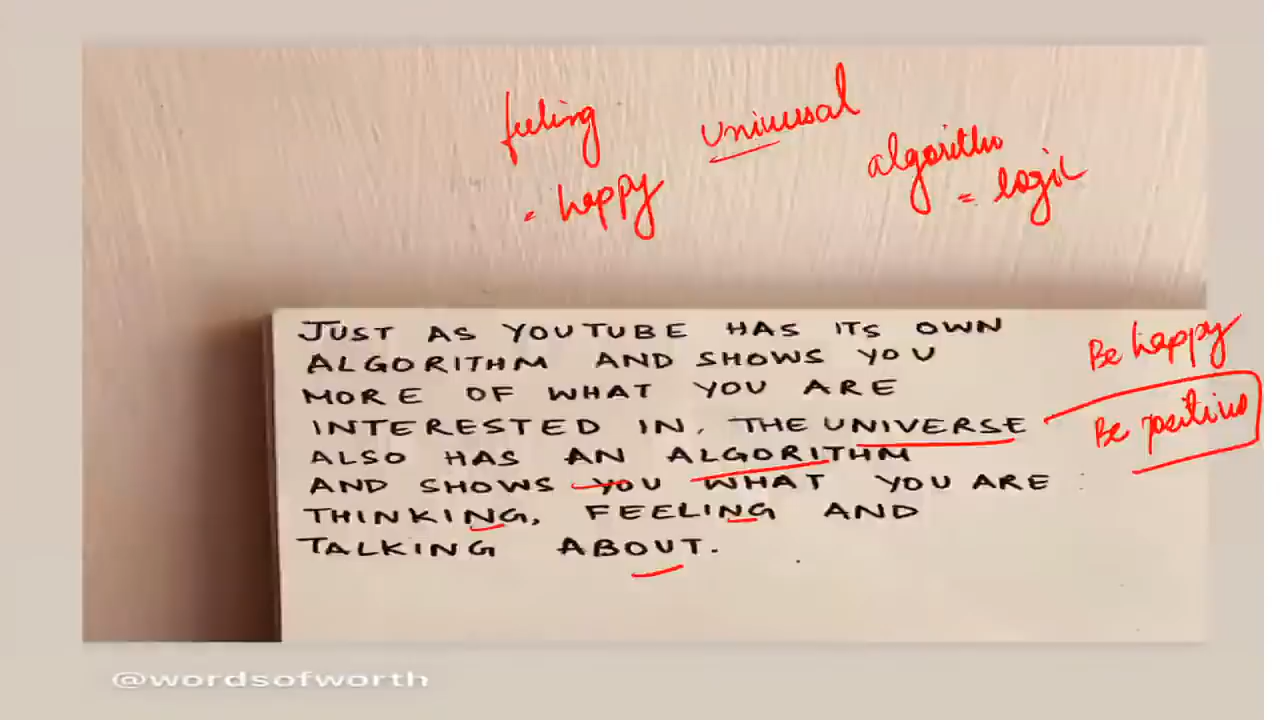 feeling
universal
algorithm
= happy
= logic
JUST AS YOUTUBE HAS ITS OWN
ALGORITHM AND SHOWS YOU
MORE OF WHAT YOU ARE
INTERESTED IN, THE UNIVERSE
ALSO HAS AN ALGORITHM
AND SHOWS YOU WHAT YOU ARE
THINKING, FEELING AND
TALKING ABOUT.
Be happy
Be positive
@wordsofworth